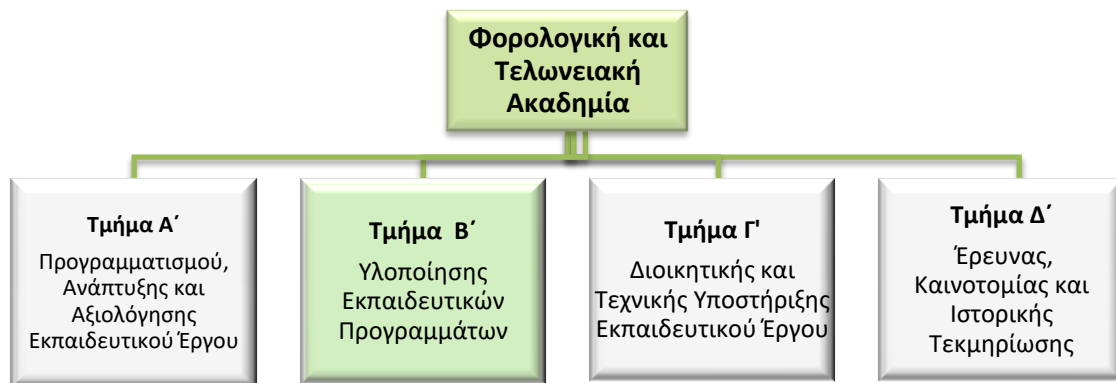 Φορολογική και
Τελωνειακή
Ακαδημία
Τμήμα Α΄
Προγραμματισμού,
Ανάπτυξης και
Αξιολόγησης
Εκπαιδευτικού Έργου
Τμήμα Β΄
Υλοποίησης
Εκπαιδευτικών
Προγραμμάτων
Τμήμα Γ'
Διοικητικής και
Τεχνικής Υποστήριξης
Εκπαιδευτικού Έργου
Τμήμα Δ΄
Έρευνας,
Καινοτομίας και
Ιστορικής
Τεκμηρίωσης